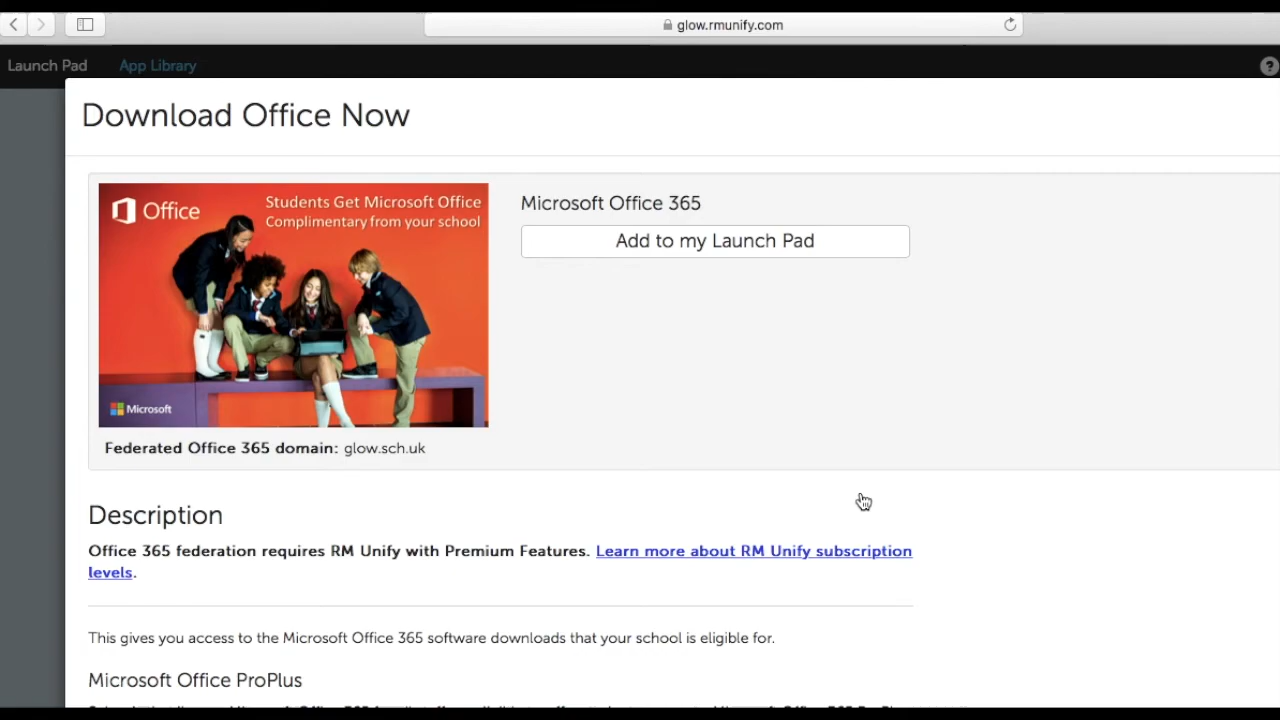 glow.rmunify.com
Launch Pad App Library ?
Download Office Now
Office Students Get Microsoft Office
Complimentary from your school
Microsoft
Microsoft Office 365
Add to my Launch Pad
Federated Office 365 domain: glow.sch.uk
Description
Office 365 federation requires RM Unify with Premium Features. Learn more about RM Unify subscription
levels.
This gives you access to the Microsoft Office 365 software downloads that your school is eligible for.
Microsoft Office ProPlus